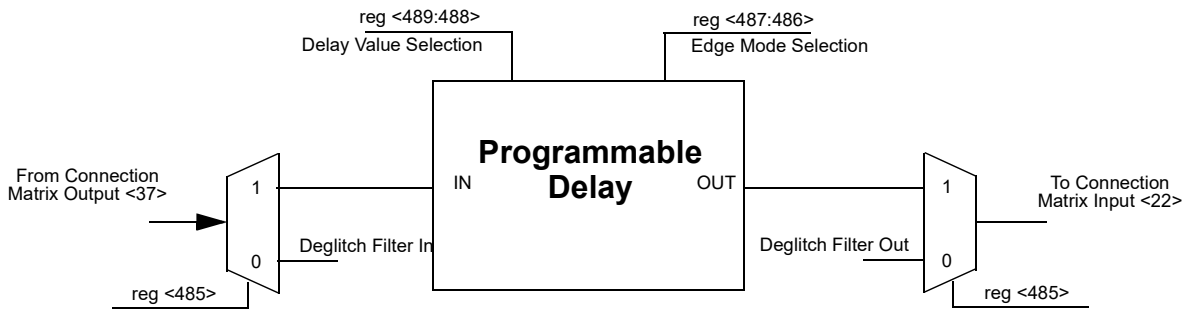 reg <489:488>
Delay Value Selection
reg <487:486>
Edge Mode Selection
Programmable
Delay
IN
OUT
From Connection
Matrix Output <37>
1
0
Deglitch Filter In
reg <485>
Deglitch Filter Out
1
0
To Connection
Matrix Input <22>
reg <485>